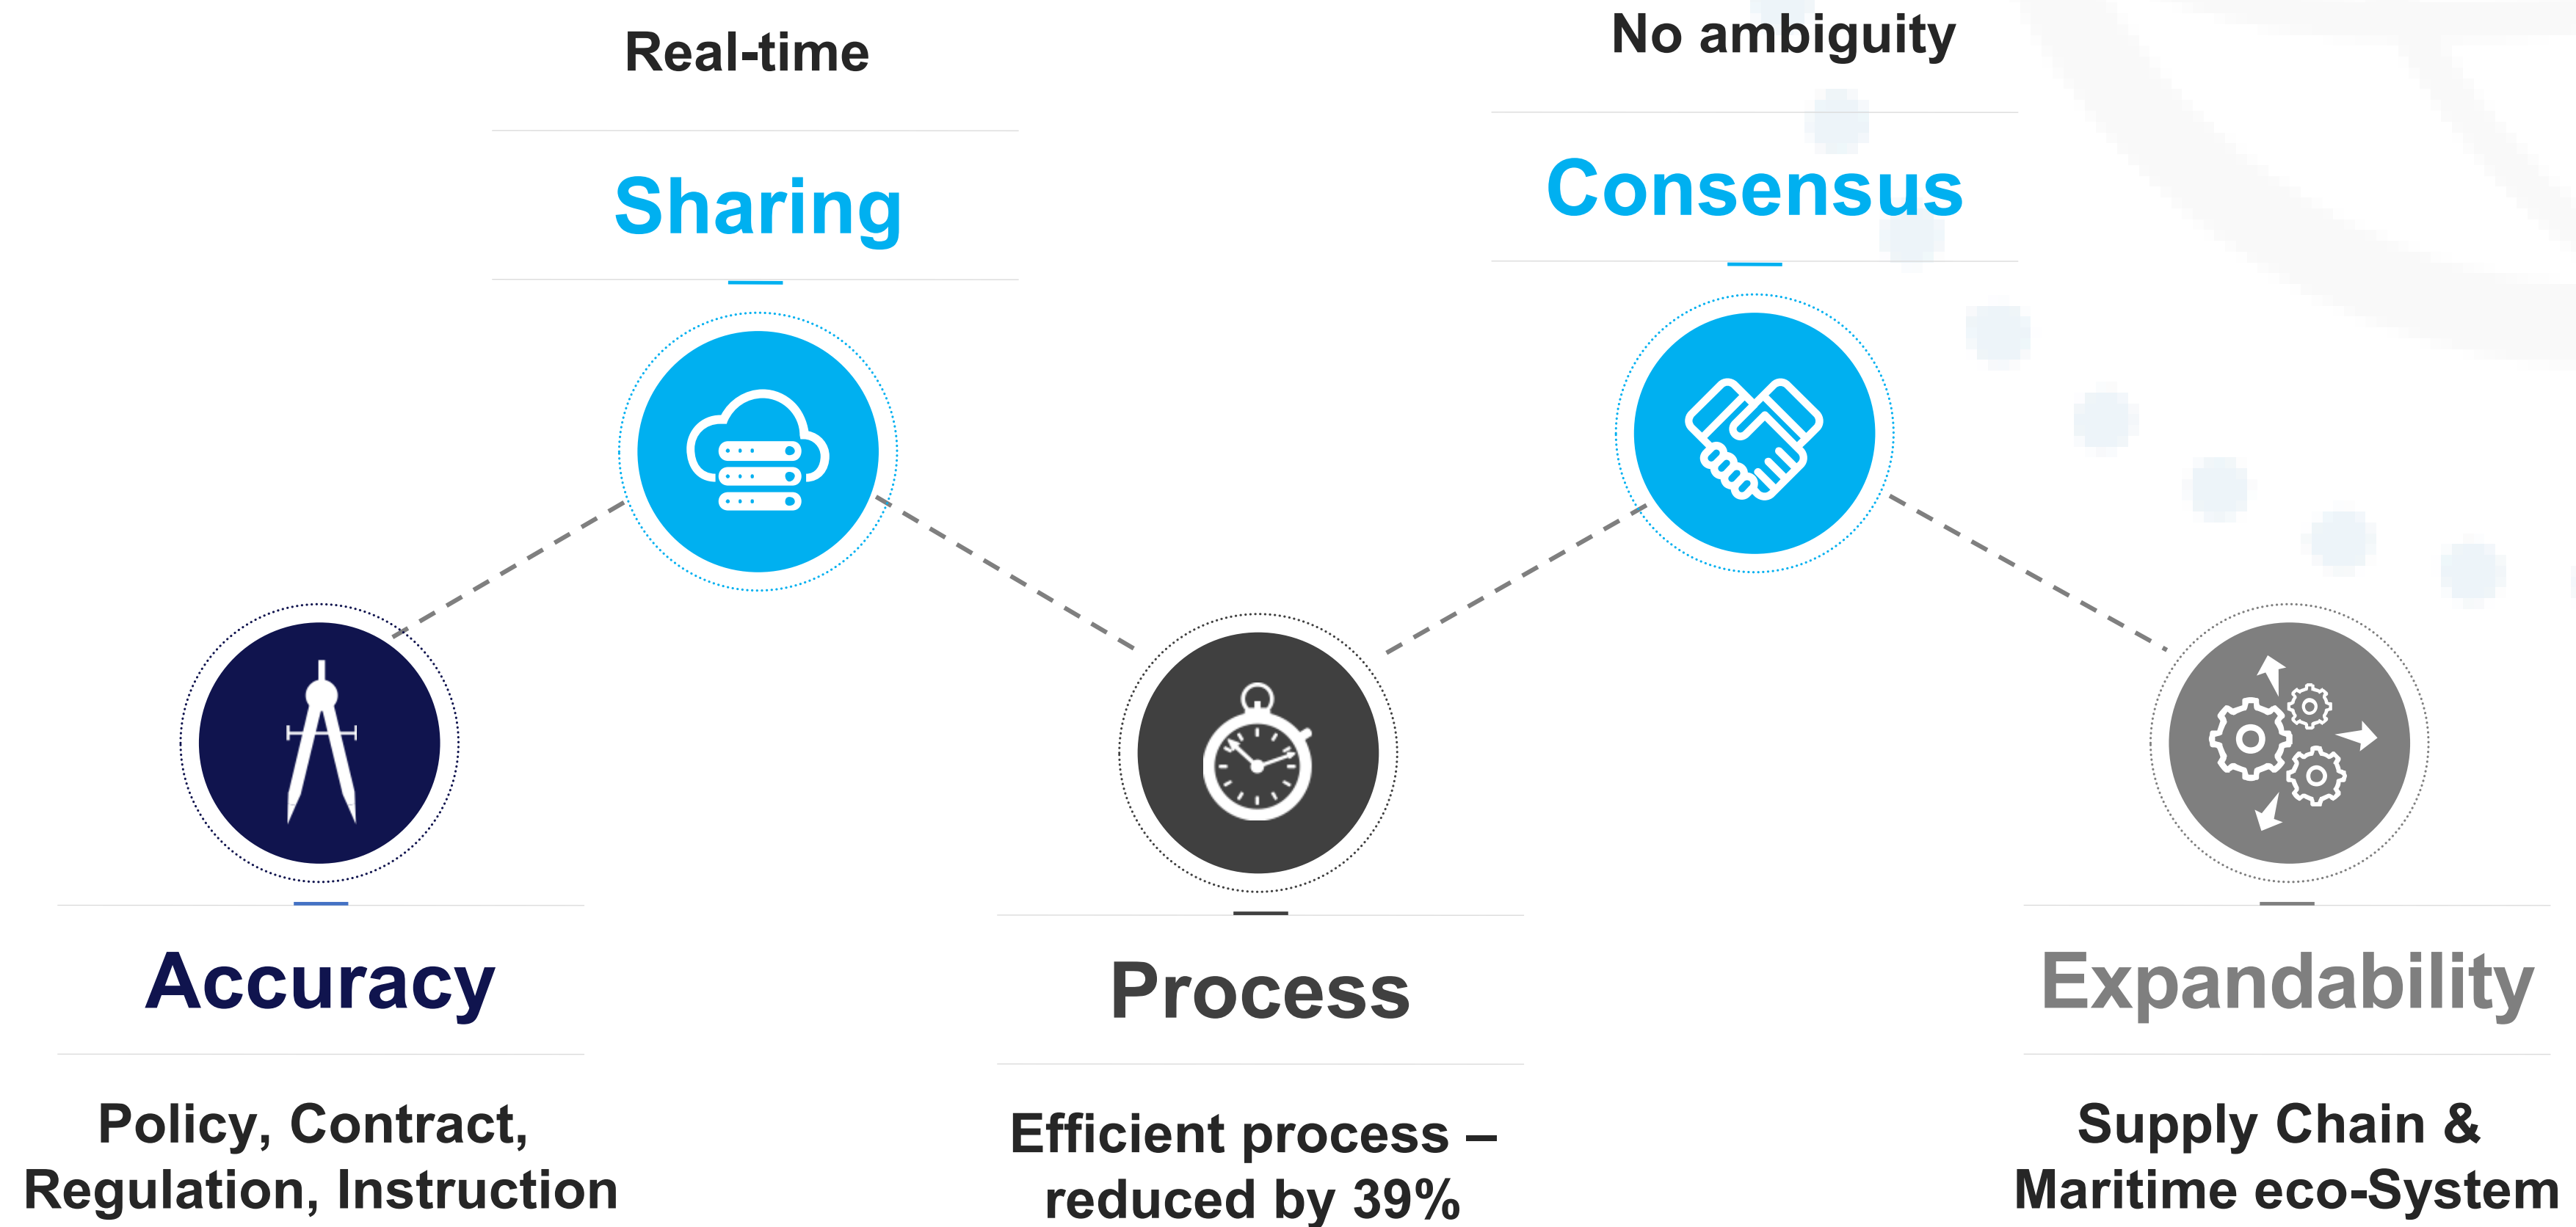 Real-time
Sharing
No ambiguity
Consensus
Accuracy
Policy, Contract,
Regulation, Instruction
Process
Efficient process –
reduced by 39%
Expandability
Supply Chain &
Maritime eco-System